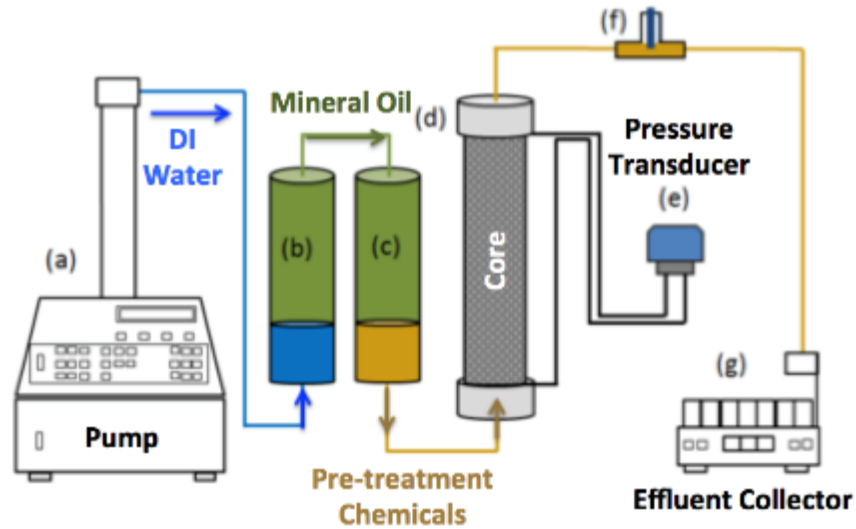 (f)
Mineral Oil
(d)
DI
Water
Pressure
Transducer
(e)
(a)
(b)
(c)
Core
(g)
Pump
Pre-treatment
Chemicals
Effluent Collector